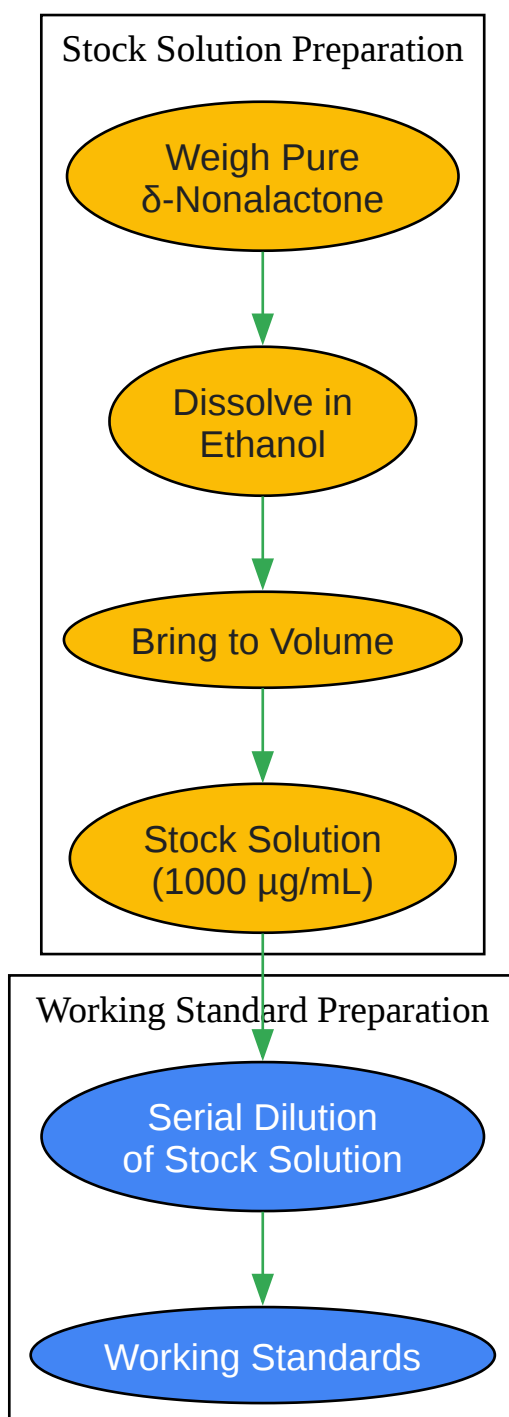 Stock Solution Preparation
Weigh Pure
δ-Nonalactone
Dissolve in
Ethanol
Bring to Volume
Stock Solution
(1000 µg/mL)
Working Standard Preparation
Serial Dilution
of Stock Solution
Working Standards